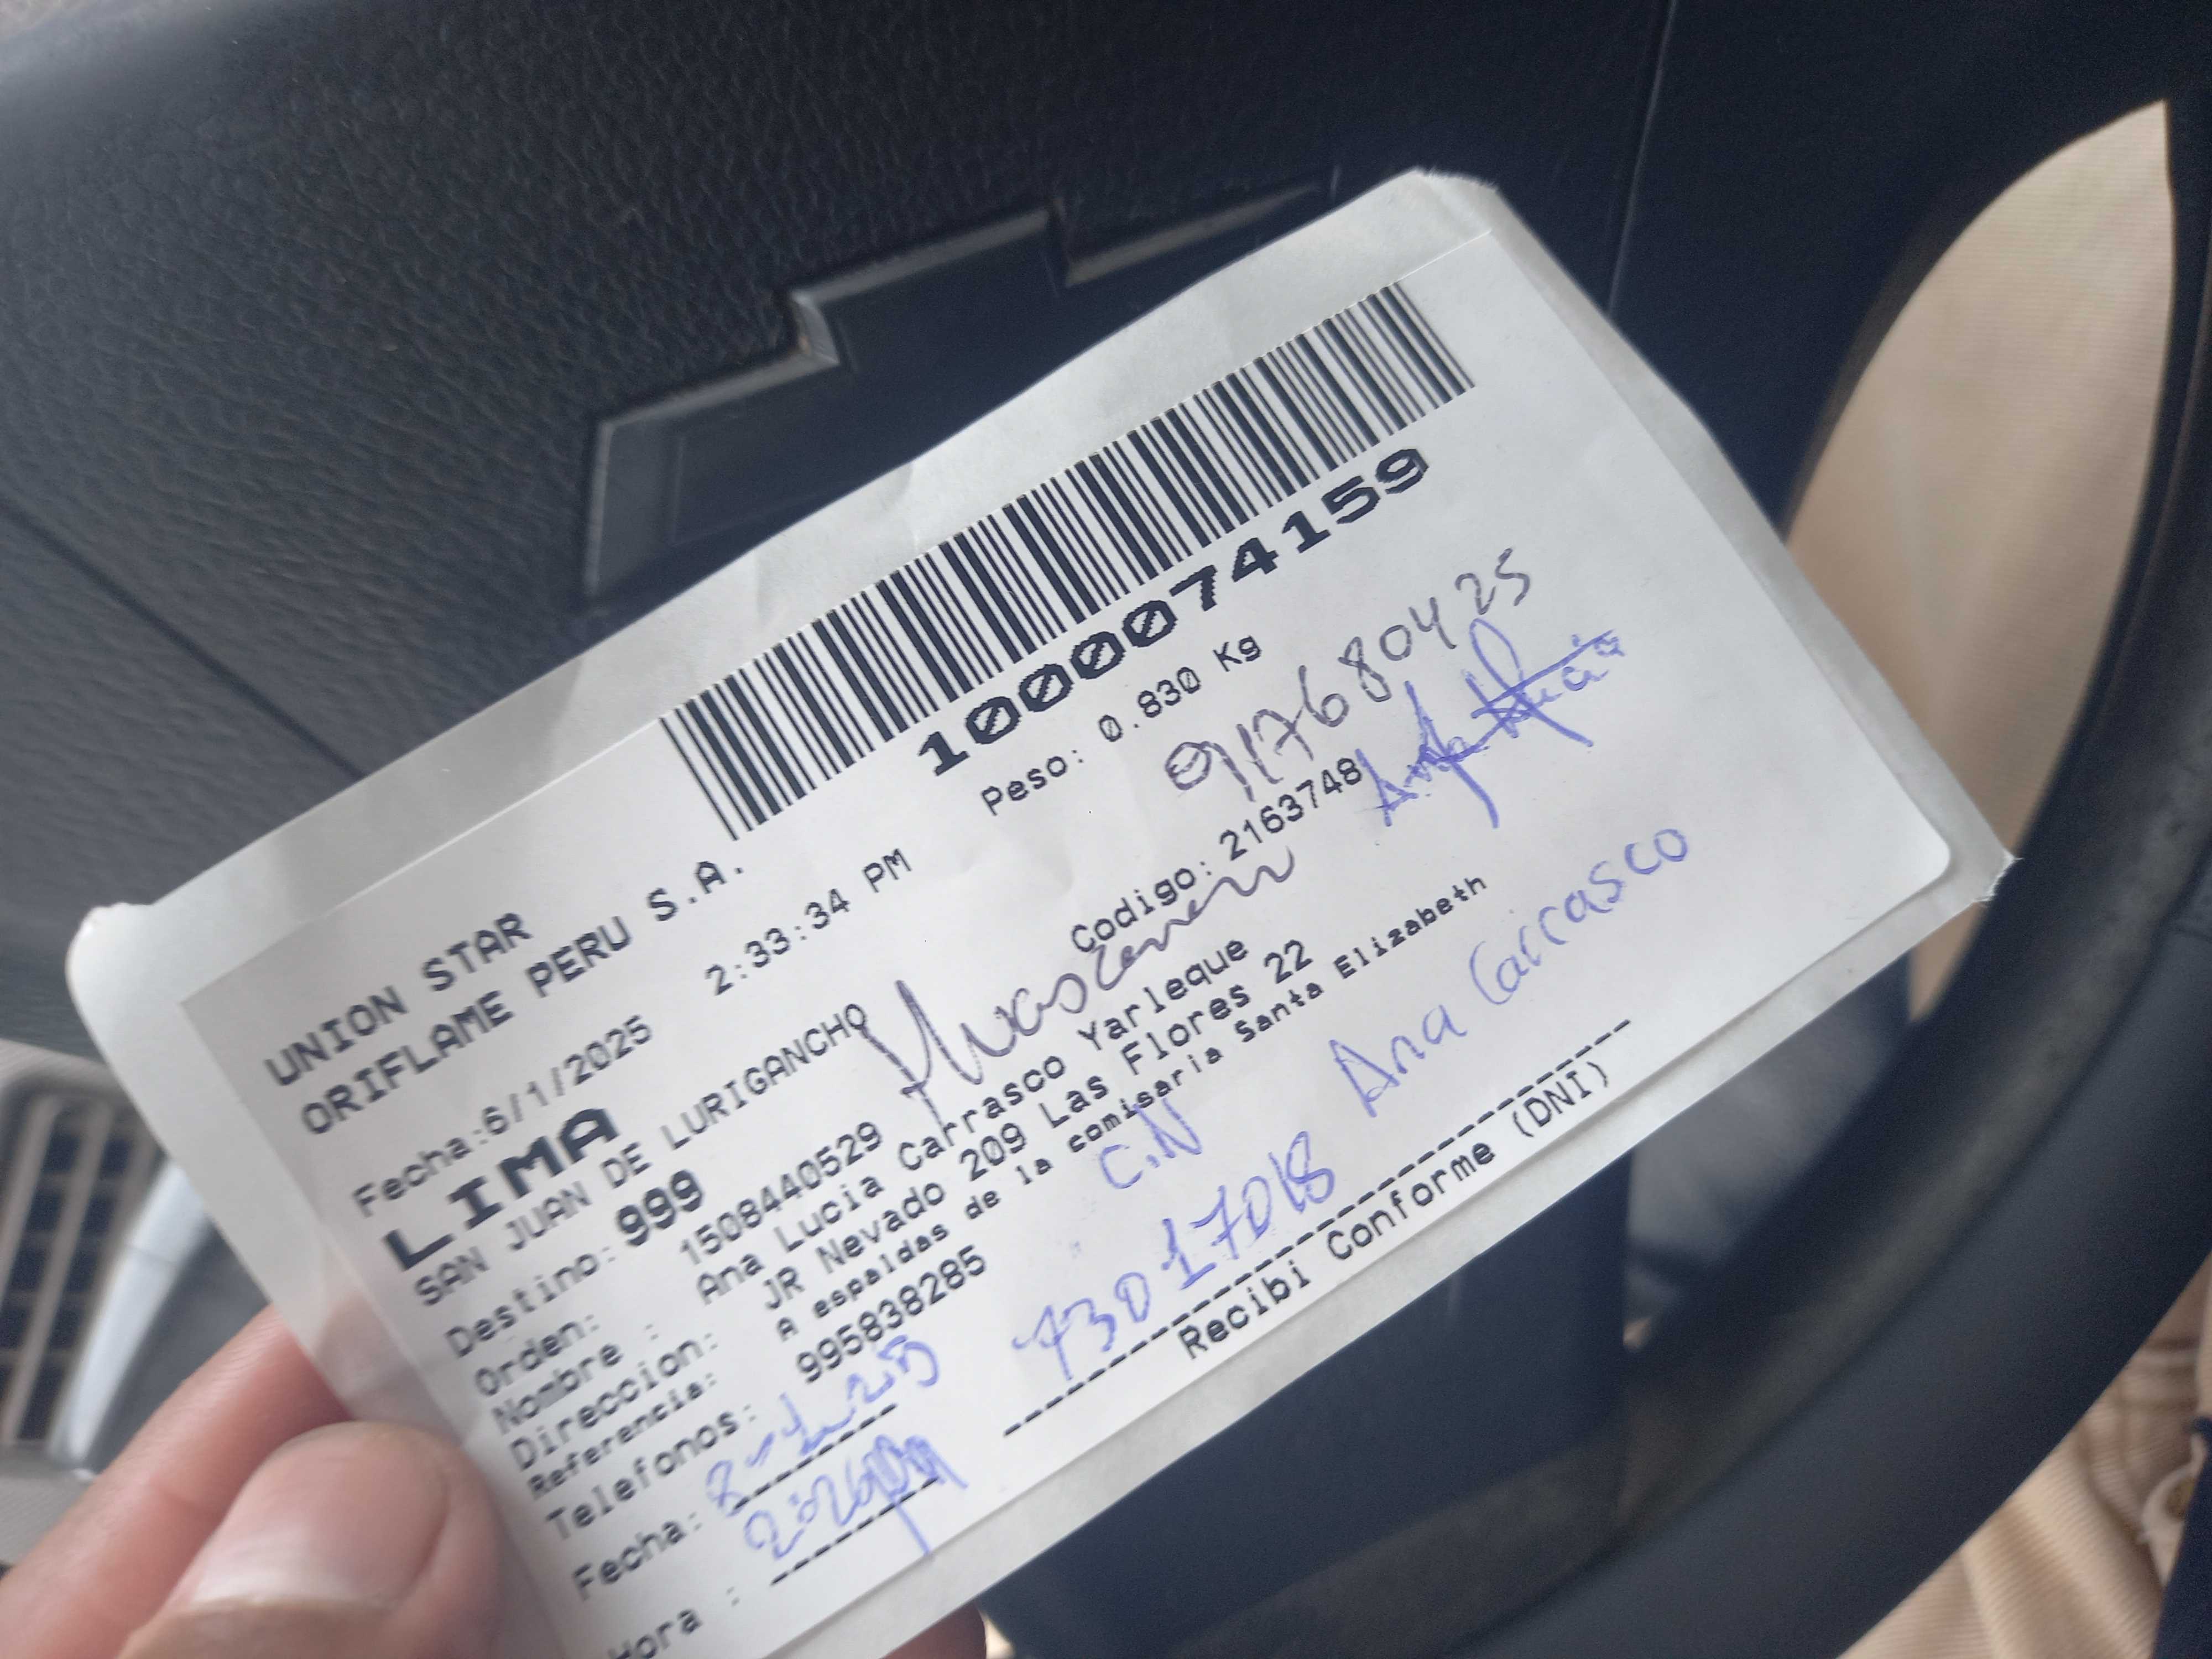 1000074159
UNION STAR
ORIFLAME PERU S.A.
Peso: 0.830 Kg
Fecha:6/1/2025 2:33:34 PM
LIMA
SAN JUAN DE LURIGANCHO
Destino: 999
Codigo: 2163748
Orden: 1508440529
Nombre : Ana Lucia Carrasco Yarleque
Direccion: JR Nevado 209 Las Flores 22
Referencia: A espaldas de la comisaria Santa Elizabeth
Telefonos: 995838285
C.N
Ana Carrasco
Fecha:
73017018
Hora :
Recibi Conforme (DNI)